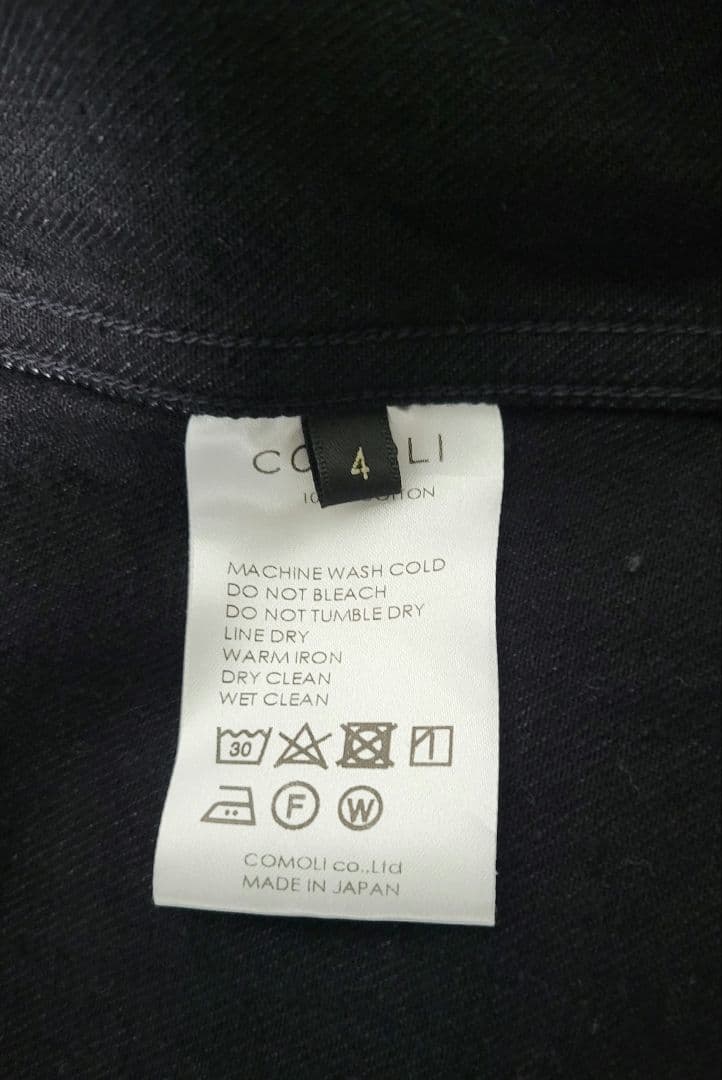 4
MACHINE WASH COLD
DO NOT BLEACH
DO NOT TUMBLE DRY
LINE DRY
WARM IRON
DRY CLEAN
WET CLEAN
30
F W
COMOLI co.,Ltd
MADE IN JAPAN